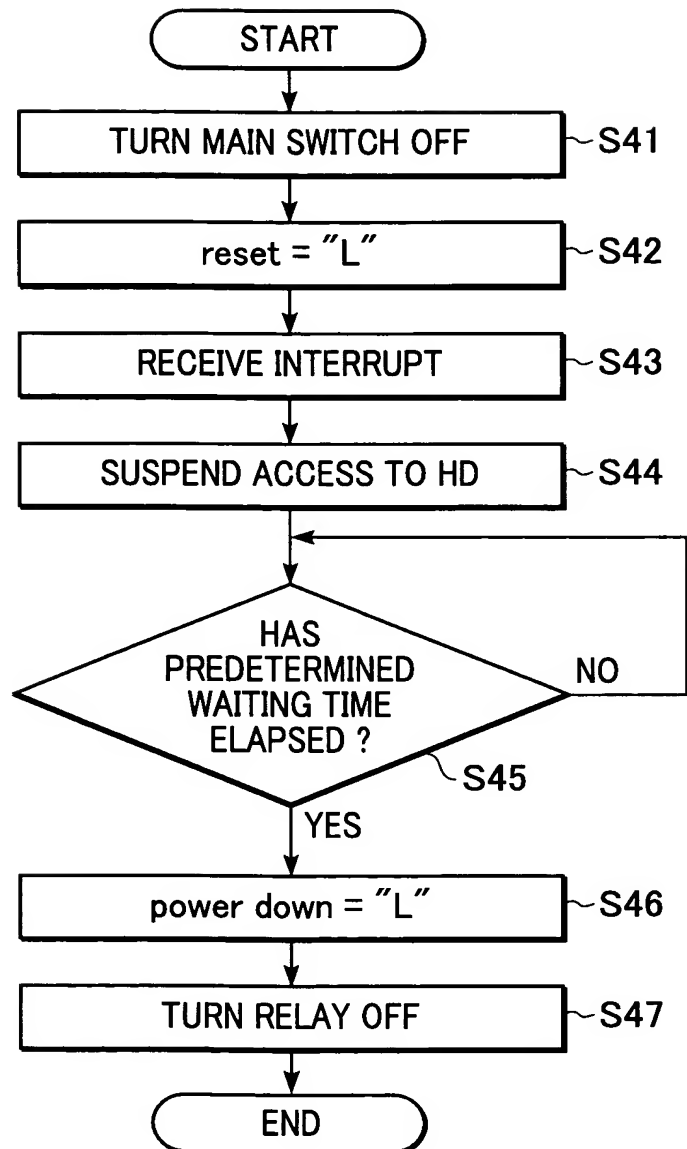 START
TURN MAIN SWITCH OFF
S41
reset = "L"
S42
RECEIVE INTERRUPT
S43
SUSPEND ACCESS TO HD
S44
HAS
PREDETERMINED
WAITING TIME
ELAPSED ?
NO
S45
YES
power down = "L"
S46
TURN RELAY OFF
S47
END